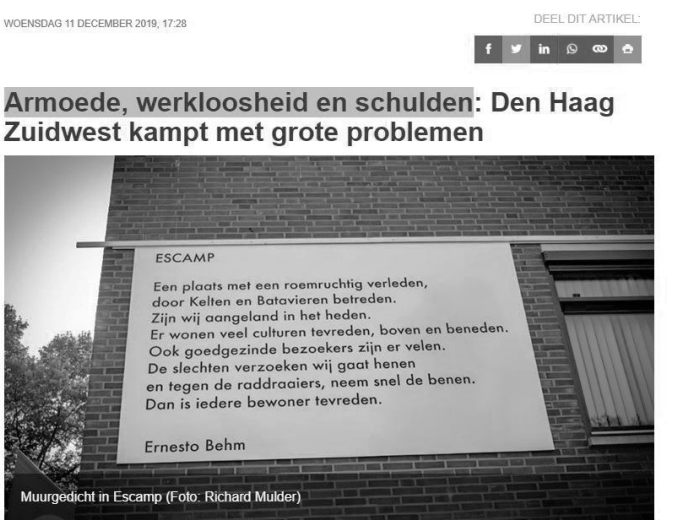 WOENSDAG 11 DECEMBER 2019, 17:28
DEEL DIT ARTIKEL:
Armoede, werkloosheid en schulden: Den Haag
Zuidwest kampt met grote problemen
ESCAMP
Een plaats met een roemruchtig verleden,
door Kelten en Batavieren betreden.
Zijn wij aangeland in het heden.
Er wonen veel culturen tevreden, boven en beneden.
Ook goedgezinde bezoekers zijn er velen.
De slechten verzoeken wij gaat henen
en tegen de raddraaiers, neem snel de benen.
Dan is iedere bewoner tevreden.
Ernesto Behm
Muurgedicht in Escamp (Foto: Richard Mulder)